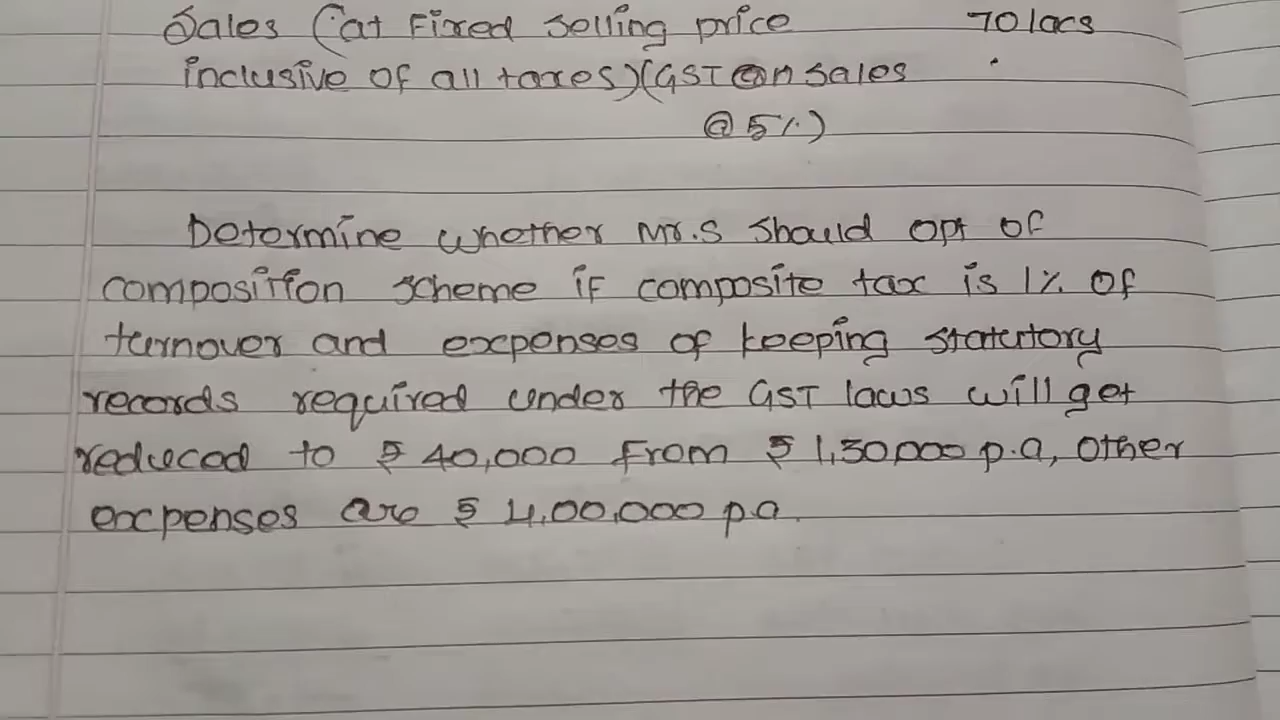 Sales (at Fixed selling price 70 lacs
inclusive of all taxes) (GST on sales
@ 5%)
Determine whether Mr.S should opt of
composition scheme if composite tax is 1% of
turnover and expenses of keeping statutory
records required under the GST laws will get
reduced to ₹ 40,000 from ₹ 1,30,000 p.a, other
expenses are ₹ 4,00,000 p.a.